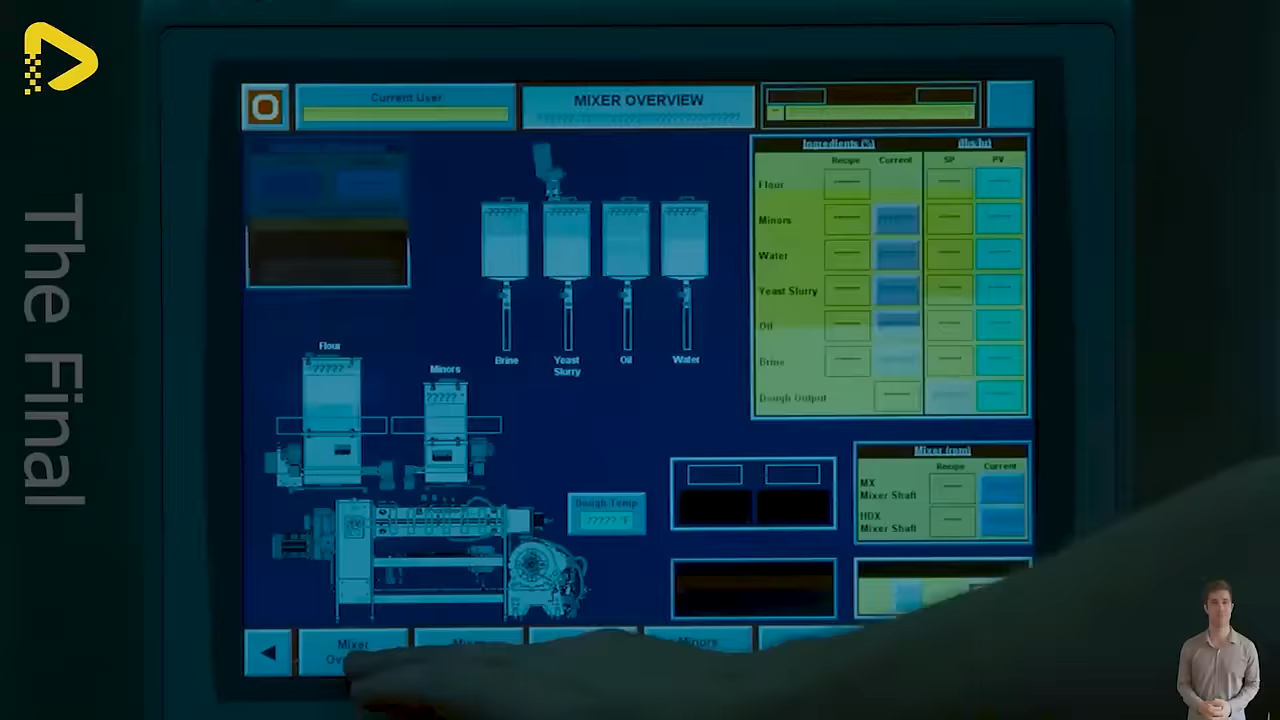 The Final
Current User
MIXER OVERVIEW
Ingredients (%)
(lbs/hr)
Recipe Current SP PV
Flour
Minors
Water
Yeast Slurry
Oil
Brine
Dough Output
Brine
Yeast
Slurry
Oil
Water
Flour
?????
Minors
????? "
Dough Temp
????? °F
Mixer (rpm)
Recipe Current
MX
Mixer Shaft
HDX
Mixer Shaft
Mixer
Minors